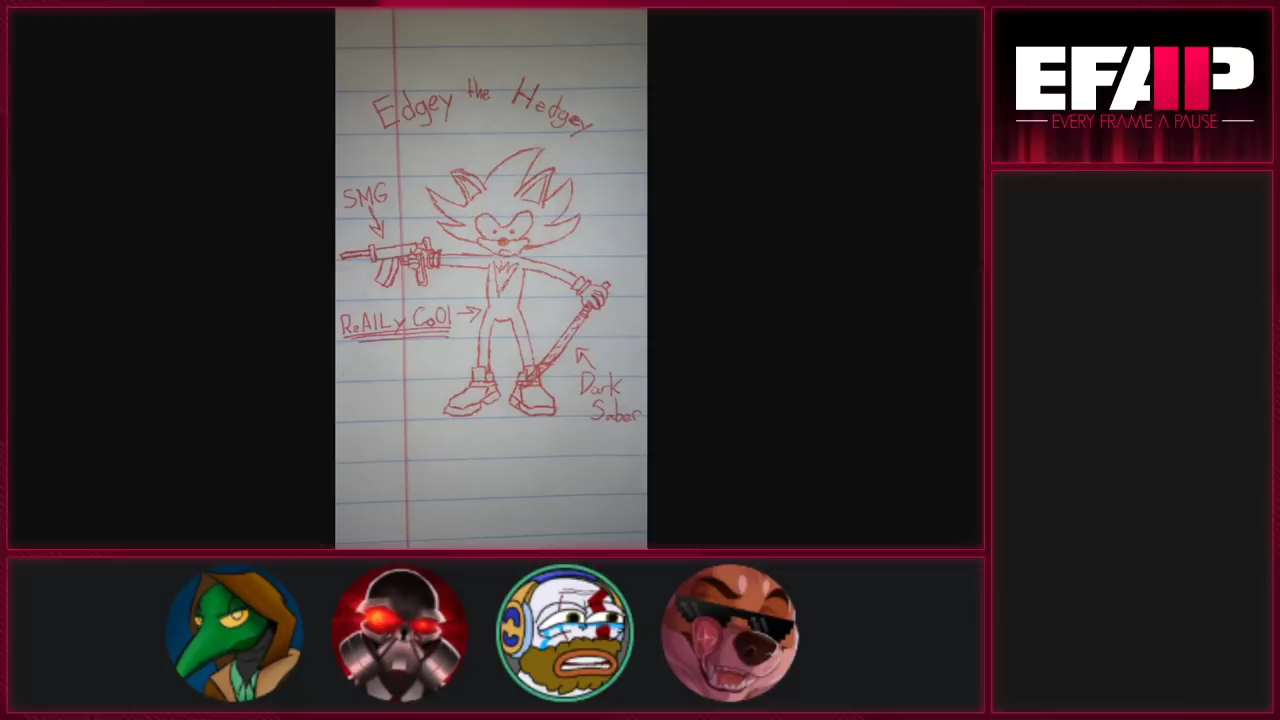 Edgey the Hedgey
SMG
ReAlLy CoOl
Dark
Saber
EFAP
EVERY FRAME A PAUSE